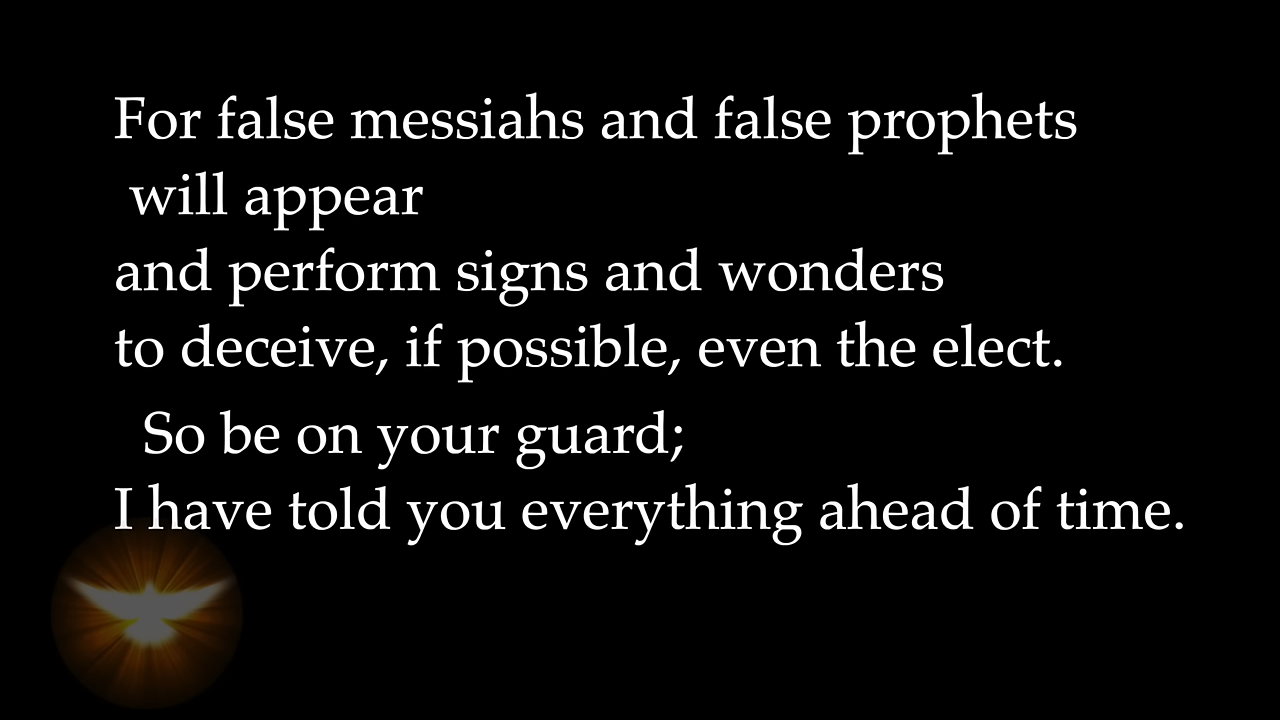 For false messiahs and false prophets
will appear
and perform signs and wonders
to deceive, if possible, even the elect.
So be on your guard;
I have told you everything ahead of time.